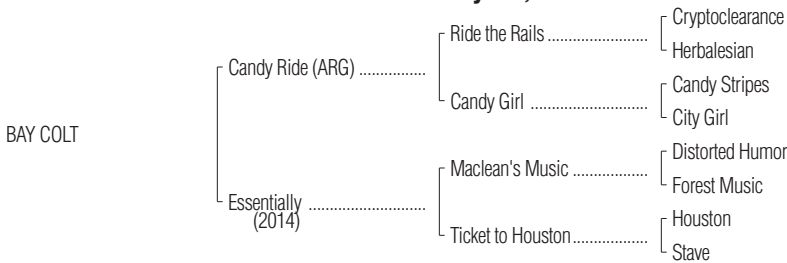 Cryptoclearance
Ride the Rails ....................
Herbalesian
Candy Ride (ARG) ................
Candy Stripes
Candy Girl .......................
City Girl
BAY COLT
Distorted Humor
Maclean's Music ................
Forest Music
Essentially ............................
(2014)
Houston
Ticket to Houston..................
Stave